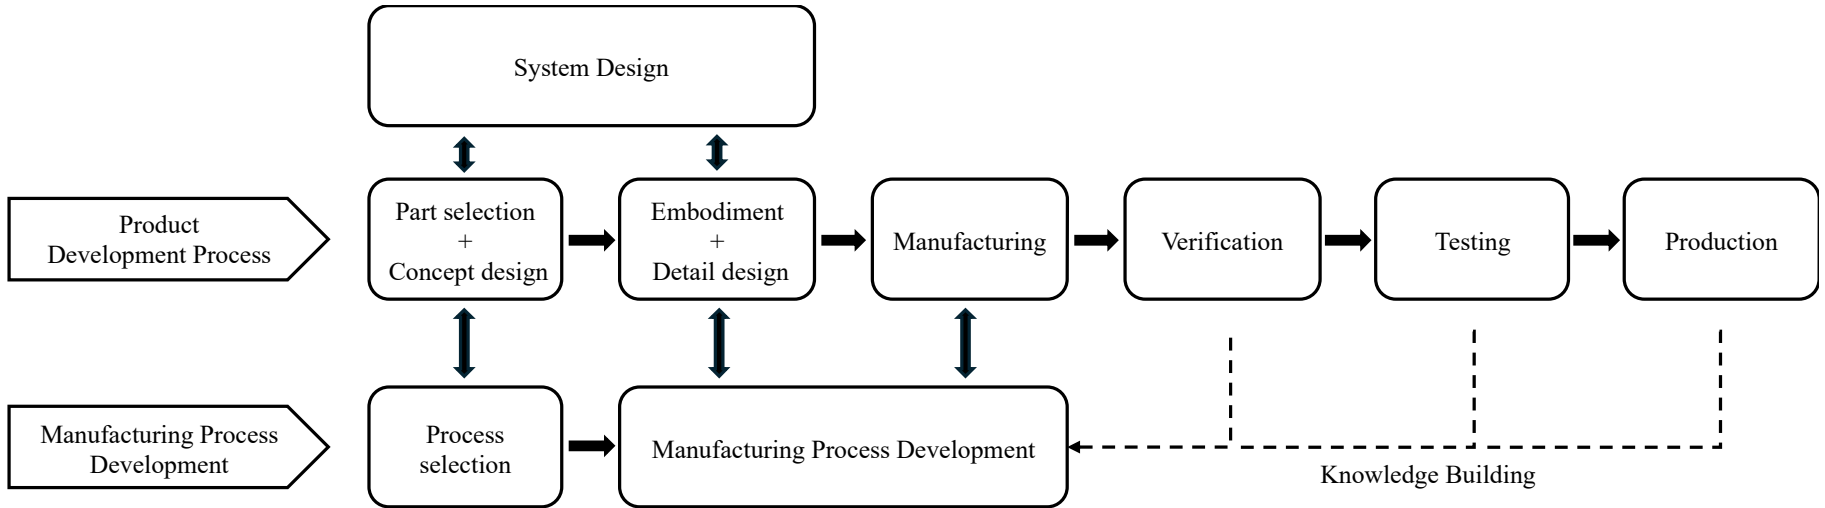 System Design
Product
Development Process
Part selection
+
Concept design
Embodiment
+
Detail design
Manufacturing
Verification
Testing
Production
Manufacturing Process
Development
Process
selection
Manufacturing Process Development
Knowledge Building